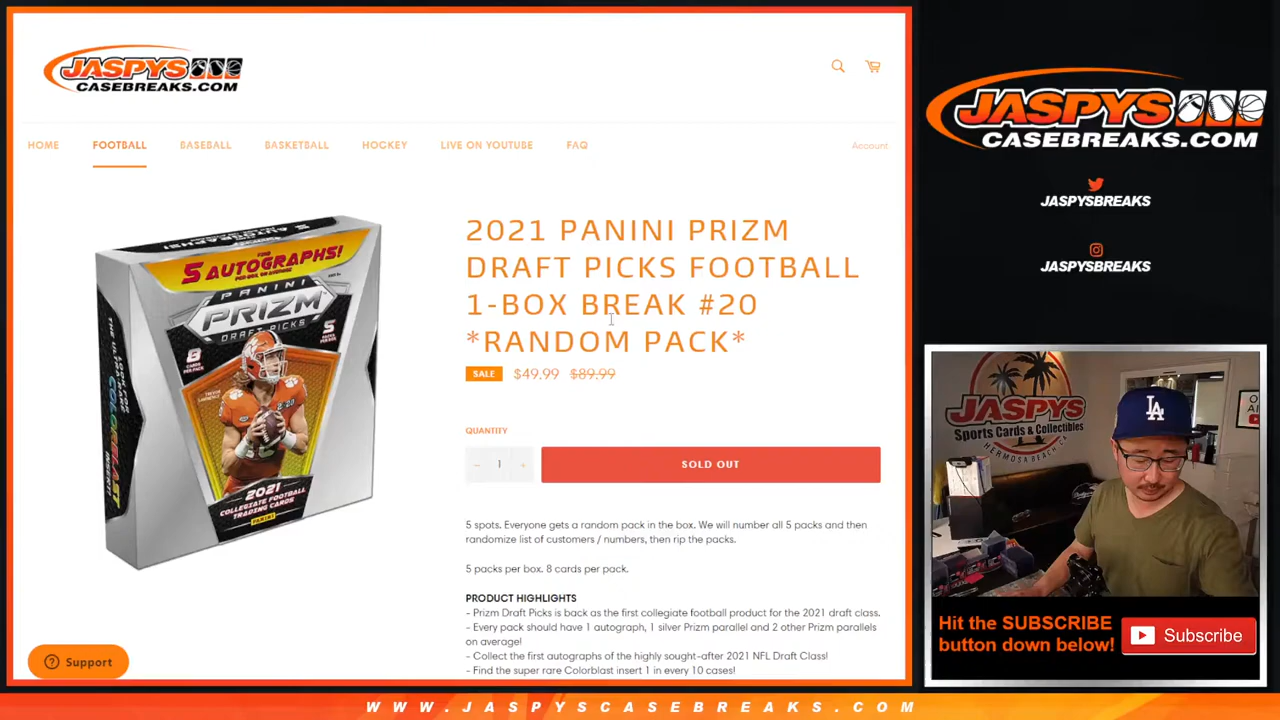 JASPYS
CASEBREAKS.COM
HOME
FOOTBALL
BASEBALL
BASKETBALL
HOCKEY
LIVE ON YOUTUBE
FAQ
Account
5 AUTOGRAPHS!
PANINI
PRIZM
DRAFT PICKS
8
5
2021
COLLEGIATE FOOTBALL
TRADING CARDS
PANINI
2021 PANINI PRIZM
DRAFT PICKS FOOTBALL
1-BOX BREAK #20
*RANDOM PACK*
SALE
$49.99
$89.99
QUANTITY
− 1 +
SOLD OUT
5 spots. Everyone gets a random pack in the box. We will number all 5 packs and then
randomize list of customers / numbers, then rip the packs.
5 packs per box. 8 cards per pack.
PRODUCT HIGHLIGHTS
- Prizm Draft Picks is back as the first collegiate football product for the 2021 draft class.
- Every pack should have 1 autograph, 1 silver Prizm parallel and 2 other Prizm parallels
on average!
- Collect the first autographs of the highly sought-after 2021 NFL Draft Class!
- Find the super rare Colorblast insert 1 in every 10 cases!
Support
JASPYS
CASEBREAKS.COM
JASPYSBREAKS
JASPYSBREAKS
JASPYS
Sports Cards & Collectibles
HERMOSA BEACH, CA
LA
Hit the SUBSCRIBE
button down below!
Subscribe
WWW.JASPYSCASEBREAKS.COM